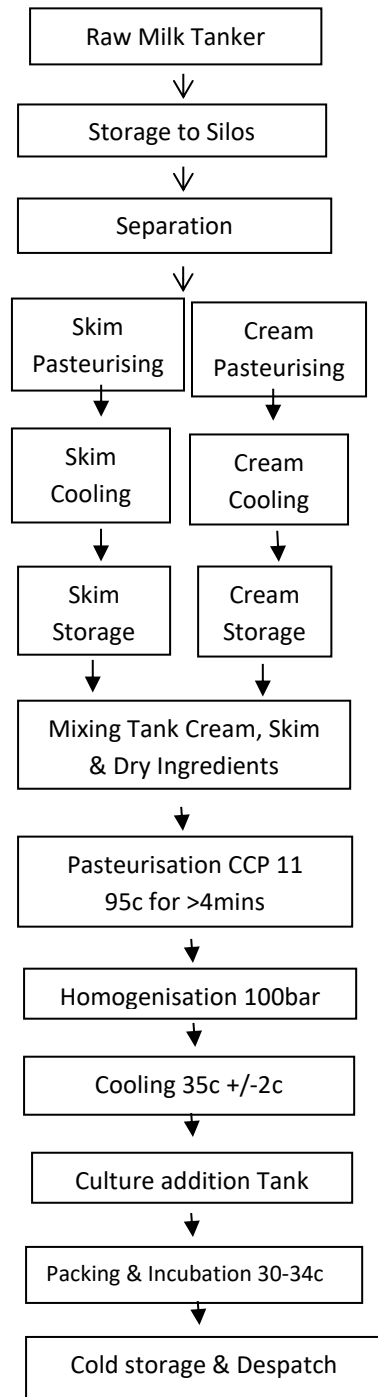 Raw Milk Tanker
Storage to Silos
Separation
Skim
Pasteurising
Cream
Pasteurising
Skim
Cooling
Cream
Cooling
Skim
Storage
Cream
Storage
Mixing Tank Cream, Skim
& Dry Ingredients
Pasteurisation CCP 11
95c for >4mins
Homogenisation 100bar
Cooling 35c +/-2c
Culture addition Tank
Packing & Incubation 30-34c
Cold storage & Despatch